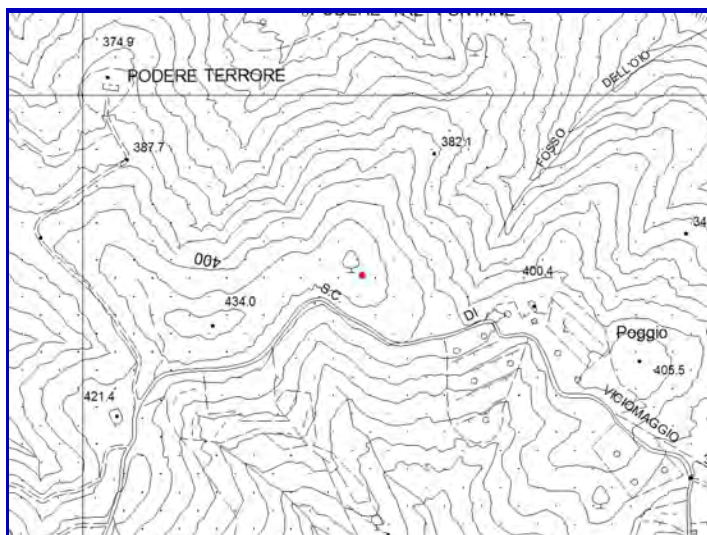 374.9
PODERE TERRORE
DELL'OIO
FOSSO
382.1
387.7
34
400
400.4
434.0
S.C
DI
Poggio
405.5
421.4
VICIOMAGGIO